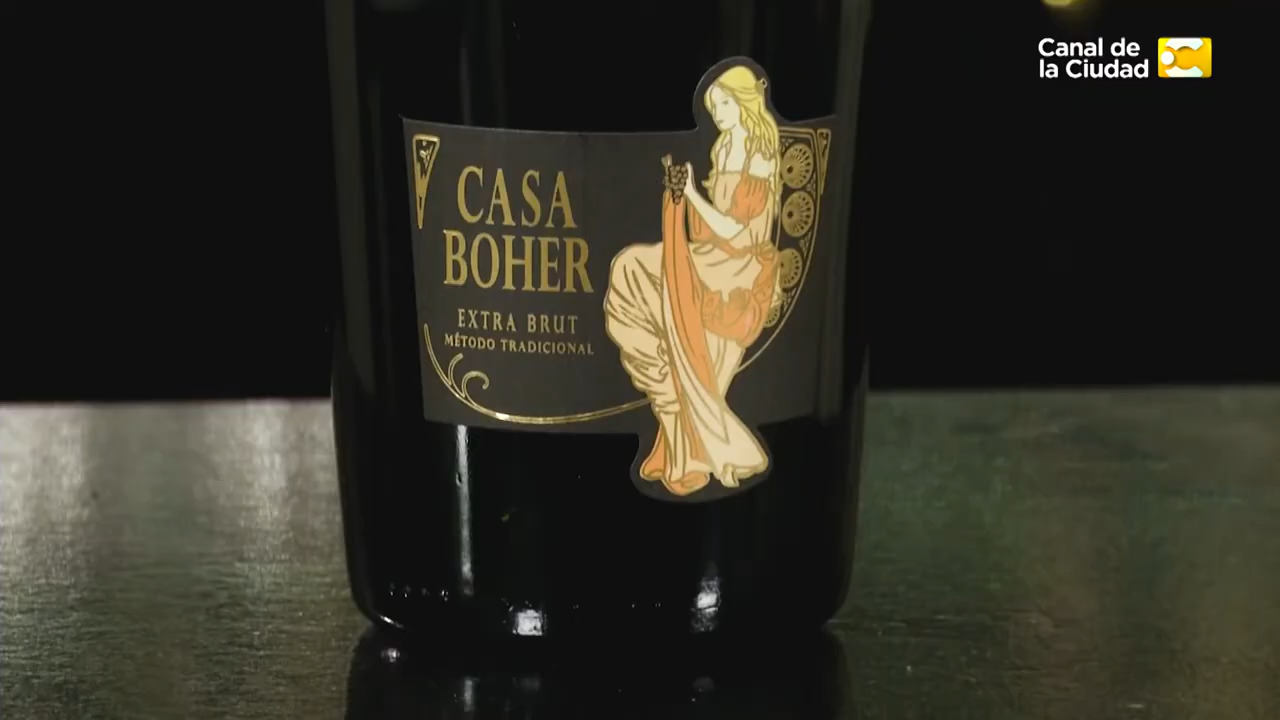 Canal de
la Ciudad
CASA
BOHER
EXTRA BRUT
MÉTODO TRADICIONAL